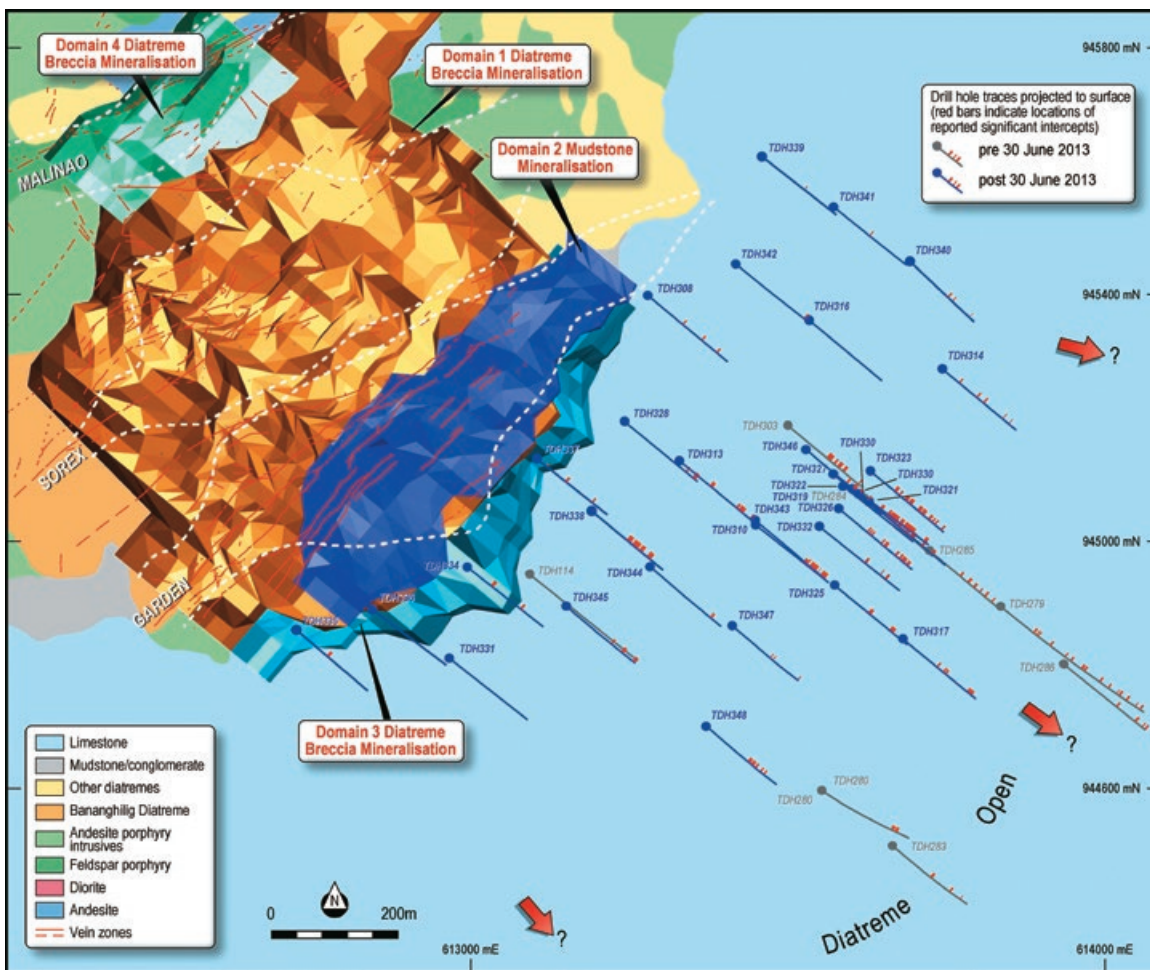 Domain 4 Diatreme
Breccia Mineralisation
Domain 1 Diatreme
Breccia Mineralisation
Domain 2 Mudstone
Mineralisation
945800 mN
Drill hole traces projected to surface
(red bars indicate locations of
reported significant intercepts)
pre 30 June 2013
post 30 June 2013
MALINAO
TDH339
TDH341
TDH342
TDH340
TDH308
945400 mN
TDH316
?
TDH314
TDH328
TDH303
TDH346
TDH330
TDH313
TDH323
TDH327
TDH330
TDH322
TDH321
SOREX
TDH319
TDH284
TDH338
TDH343
TDH326
TDH310
TDH332
945000 mN
TDH285
TDH114
TDH344
TDH345
TDH325
TDH279
GARDEN
TDH347
TDH317
TDH331
TDH286
Domain 3 Diatreme
Breccia Mineralisation
TDH348
?
Limestone
Mudstone/conglomerate
Other diatremes
Bananghilig Diatreme
Andesite porphyry
intrusives
Feldspar porphyry
Diorite
Andesite
Vein zones
TDH280
TDH280
944600 mN
Open
TDH283
N
0 200m
?
Diatreme
613000 mE
614000 mE